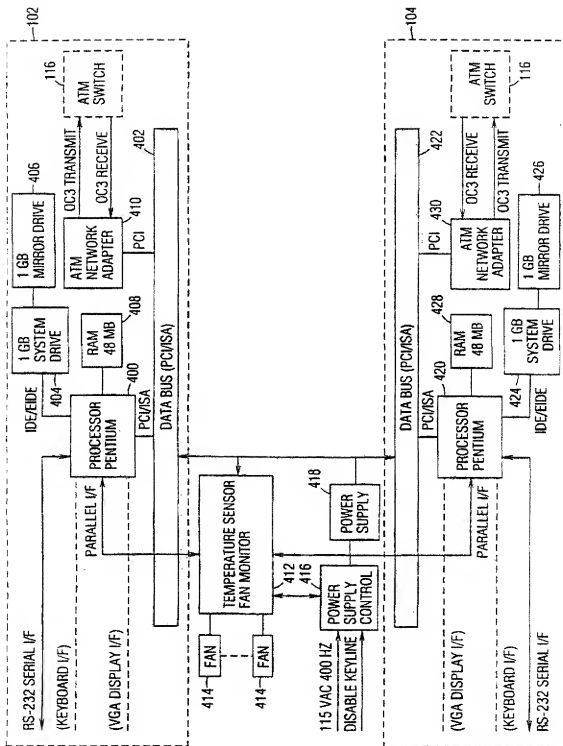 102
116
ATM
SWITCH
406
1 GB
MIRROR DRIVE
OC3 TRANSMIT
OC3 RECEIVE
402
410
ATM
NETWORK
ADAPTER
PCI
1 GB
SYSTEM
DRIVE
404
408
RAM
48 MB
400
IDE/EIDE
PROCESSOR
PENTIUM
PCI/ISA
DATA BUS (PCI/ISA)
PARALLEL I/F
RS-232 SERIAL I/F
(KEYBOARD I/F)
(VGA DISPLAY I/F)
TEMPERATURE SENSOR
FAN MONITOR
412
414
FAN
414
FAN
418
POWER
SUPPLY
416
POWER
SUPPLY
CONTROL
115 VAC 400 HZ
DISABLE KEYLINE
104
116
ATM
SWITCH
422
OC3 RECEIVE
OC3 TRANSMIT
426
430
PCI
ATM
NETWORK
ADAPTER
1 GB
MIRROR DRIVE
428
RAM
48 MB
1 GB
SYSTEM
DRIVE
420
424
DATA BUS (PCI/ISA)
PCI/ISA
PROCESSOR
PENTIUM
IDE/EIDE
PARALLEL I/F
(VGA DISPLAY I/F)
(KEYBOARD I/F)
RS-232 SERIAL I/F